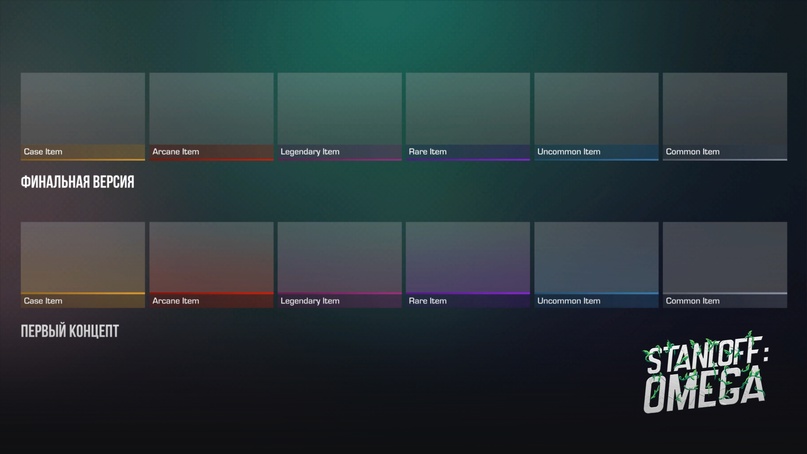 Case Item
Arcane Item
Legendary Item
Rare Item
Uncommon Item
Common Item
ФИНАЛЬНАЯ ВЕРСИЯ
Case Item
Arcane Item
Legendary Item
Rare Item
Uncommon Item
Common Item
ПЕРВЫЙ КОНЦЕПТ
STANLOFF:
OMEGA